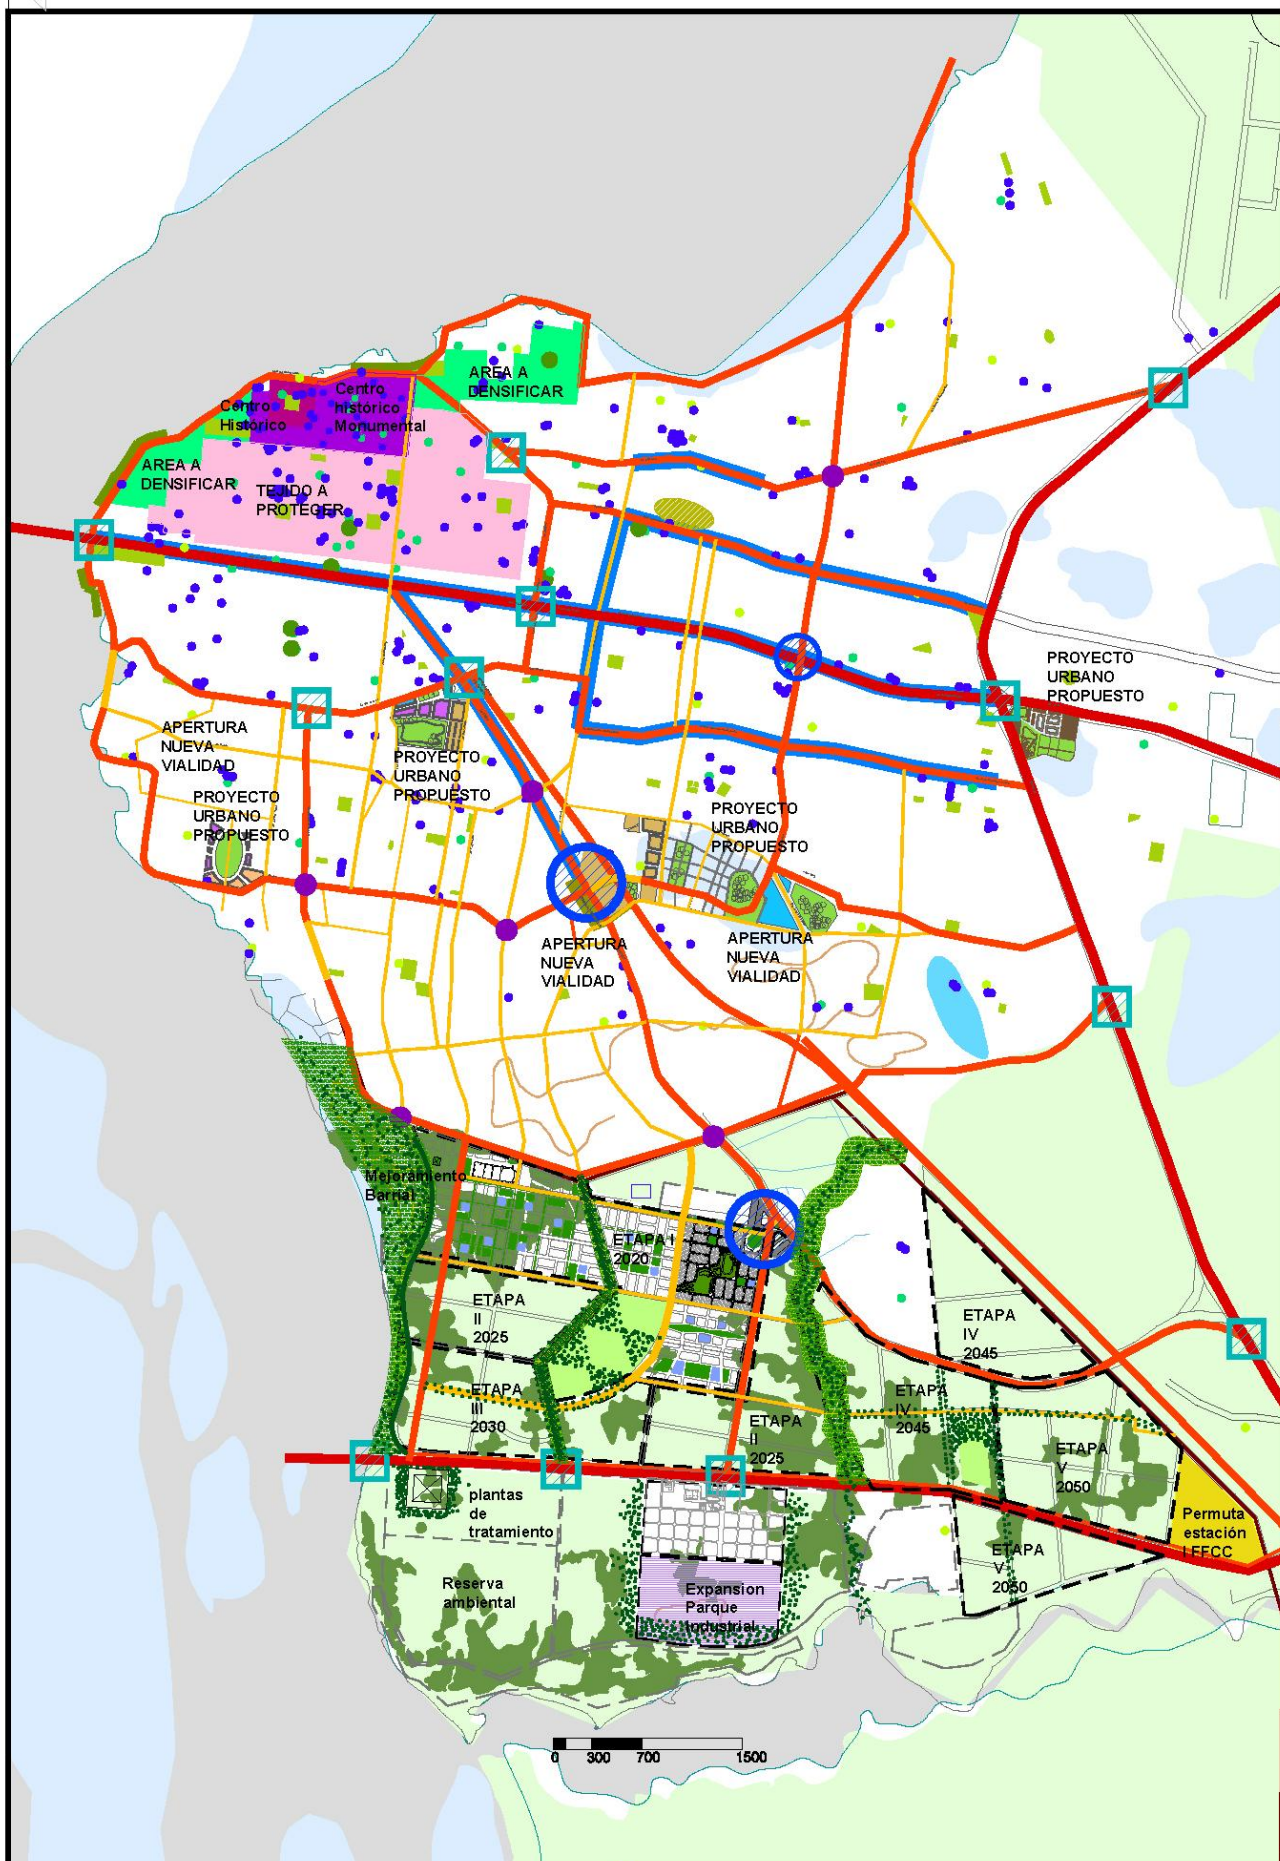 AREA A
DENSIFICAR
Centro
histórico
Monumental
Centro
Histórico
AREA A
DENSIFICAR
TEJIDO A
PROTEGER
PROYECTO
URBANO
PROPUESTO
APERTURA
NUEVA
VIALIDAD
PROYECTO
URBANO
PROPUESTO
PROYECTO
URBANO
PROPUESTO
PROYECTO
URBANO
PROPUESTO
APERTURA
NUEVA
VIALIDAD
APERTURA
NUEVA
VIALIDAD
Mejoramiento
Barrial
ETAPA I
2020
ETAPA
II
2025
ETAPA
IV
2045
ETAPA
III
2030
ETAPA
IV
2045
ETAPA
II
2025
ETAPA
V
2050
plantas
de
tratamiento
Permuta
estación
FFCC
ETAPA
V
2050
Reserva
ambiental
Expansion
Parque
Industrial
0 300 700 1500